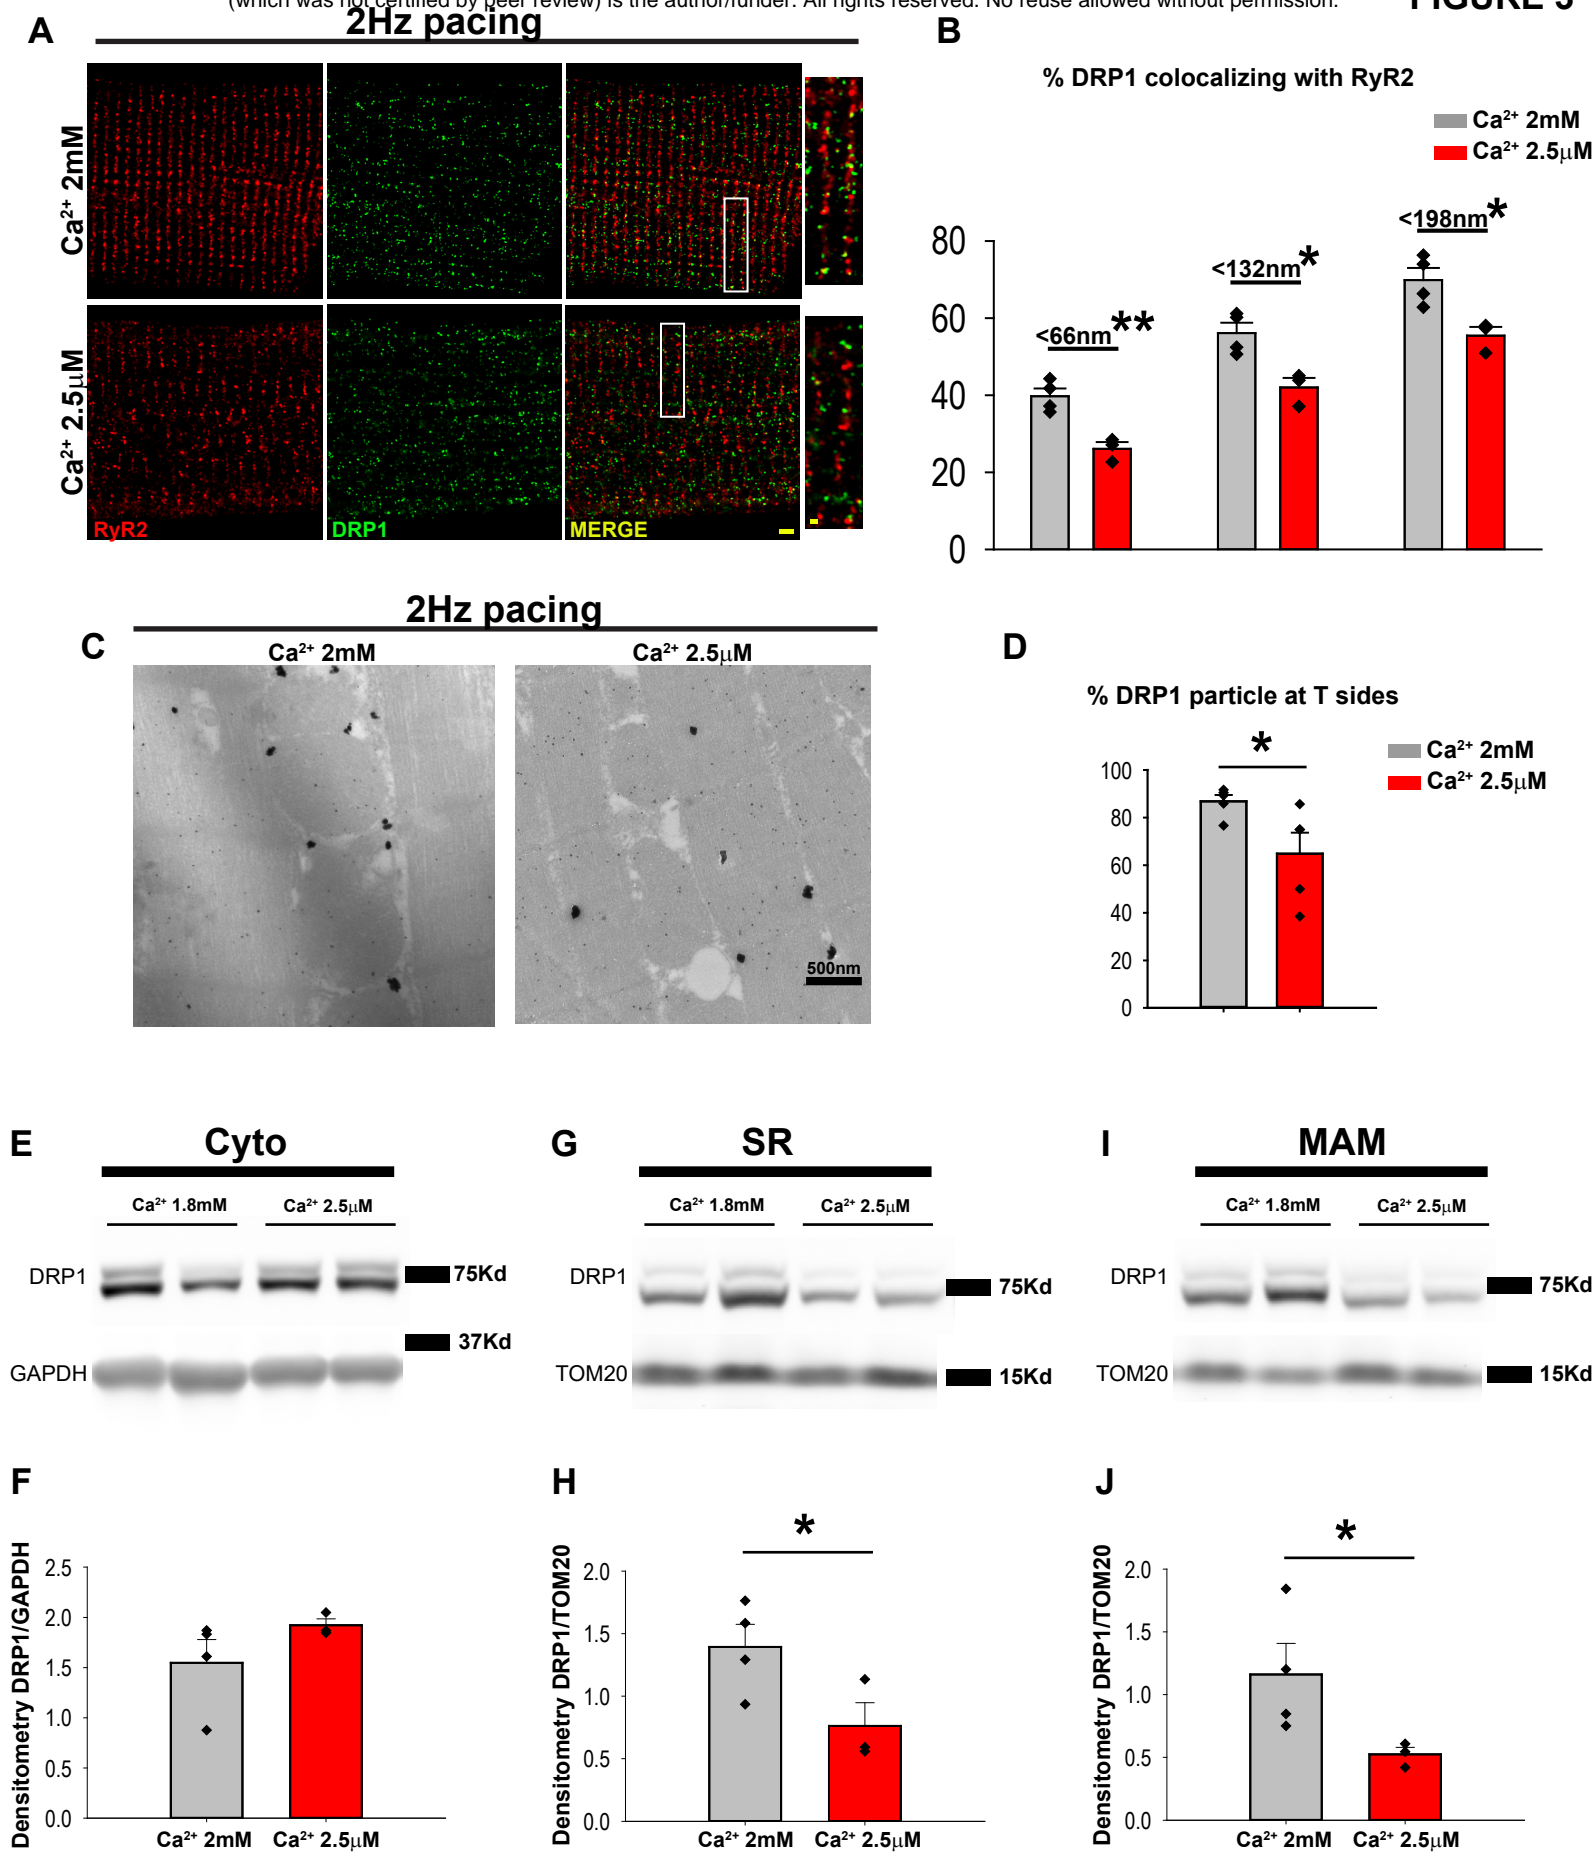 (which was not certified by peer review) is the author/funder. All rights reserved. No reuse allowed without permission.
A
2Hz pacing
Ca²⁺ 2mM
Ca²⁺ 2.5µM
RyR2
DRP1
MERGE
B
% DRP1 colocalizing with RyR2
Ca²⁺ 2mM
Ca²⁺ 2.5µM
<66nm **
<132nm *
<198nm *
80
60
40
20
0
C
2Hz pacing
Ca²⁺ 2mM
Ca²⁺ 2.5µM
500nm
D
% DRP1 particle at T sides
Ca²⁺ 2mM
Ca²⁺ 2.5µM
*
100
80
60
40
20
0
E
Cyto
Ca²⁺ 1.8mM
Ca²⁺ 2.5µM
DRP1
75Kd
37Kd
GAPDH
G
SR
Ca²⁺ 1.8mM
Ca²⁺ 2.5µM
DRP1
75Kd
TOM20
15Kd
I
MAM
Ca²⁺ 1.8mM
Ca²⁺ 2.5µM
DRP1
75Kd
TOM20
15Kd
F
Densitometry DRP1/GAPDH
2.5
2.0
1.5
1.0
0.5
0.0
Ca²⁺ 2mM
Ca²⁺ 2.5µM
H
*
Densitometry DRP1/TOM20
2.0
1.5
1.0
0.5
0.0
Ca²⁺ 2mM
Ca²⁺ 2.5µM
J
*
Densitometry DRP1/TOM20
2.0
1.5
1.0
0.5
0.0
Ca²⁺ 2mM
Ca²⁺ 2.5µM